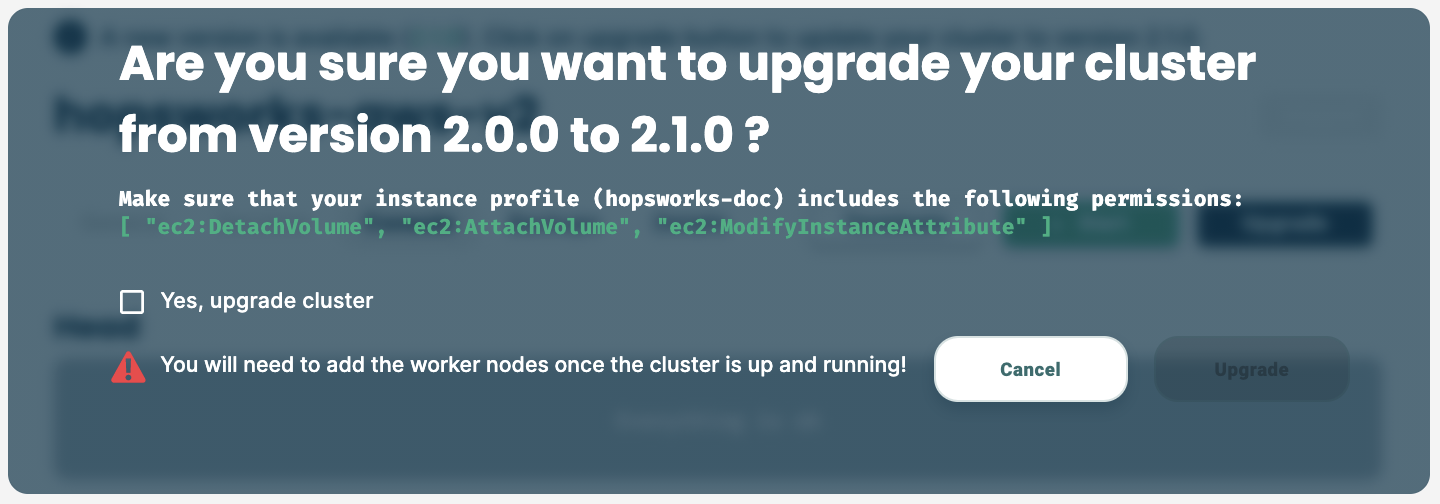 Are you sure you want to upgrade your cluster
from version 2.0.0 to 2.1.0 ?
Make sure that your instance profile (hopsworks-doc) includes the following permissions:
[ "ec2:DetachVolume", "ec2:AttachVolume", "ec2:ModifyInstanceAttribute" ]
Yes, upgrade cluster
You will need to add the worker nodes once the cluster is up and running!
Cancel
Upgrade